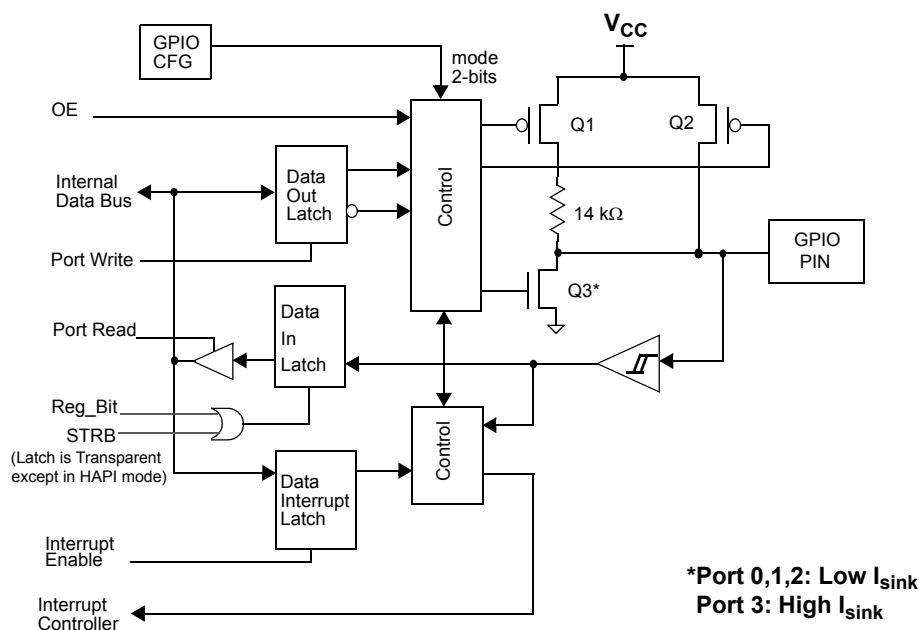 GPIO
CFG
mode
2-bits
VCC
OE
Q1
Q2
Internal
Data Bus
Data
Out
Latch
Control
14 kΩ
GPIO
PIN
Port Write
Q3*
Data
In
Latch
Port Read
Reg_Bit
STRB
(Latch is Transparent
except in HAPI mode)
Control
Data
Interrupt
Latch
Interrupt
Enable
Interrupt
Controller
*Port 0,1,2: Low Isink
Port 3: High Isink